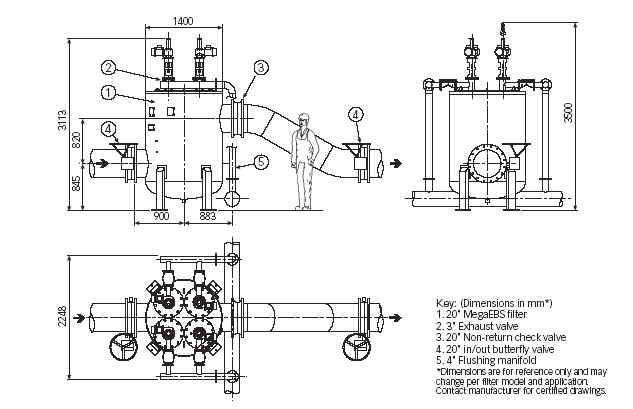 1400
2
3
1
3113
820
4
4
845
5
900
883
3500
2248
Key: (Dimensions in mm*)
1.20" MegaEBS filter
2.3" Exhaust valve
3.20" Non-return check valve
4.20" in/out butterfly valve
5.4" Flushing manifold
*Dimensions are for reference only and may
change per filter model and application.
Contact manufacturer for certified drawings.